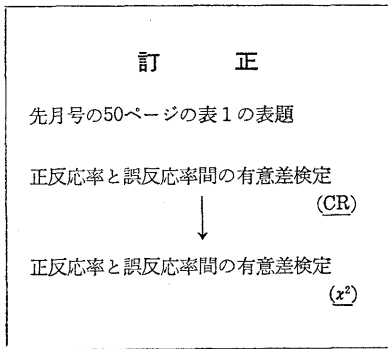 訂 正
先月号の50ページの表1の表題
正反応率と誤反応率間の有意差検定
(CR)
↓
正反応率と誤反応率間の有意差検定
(x²)